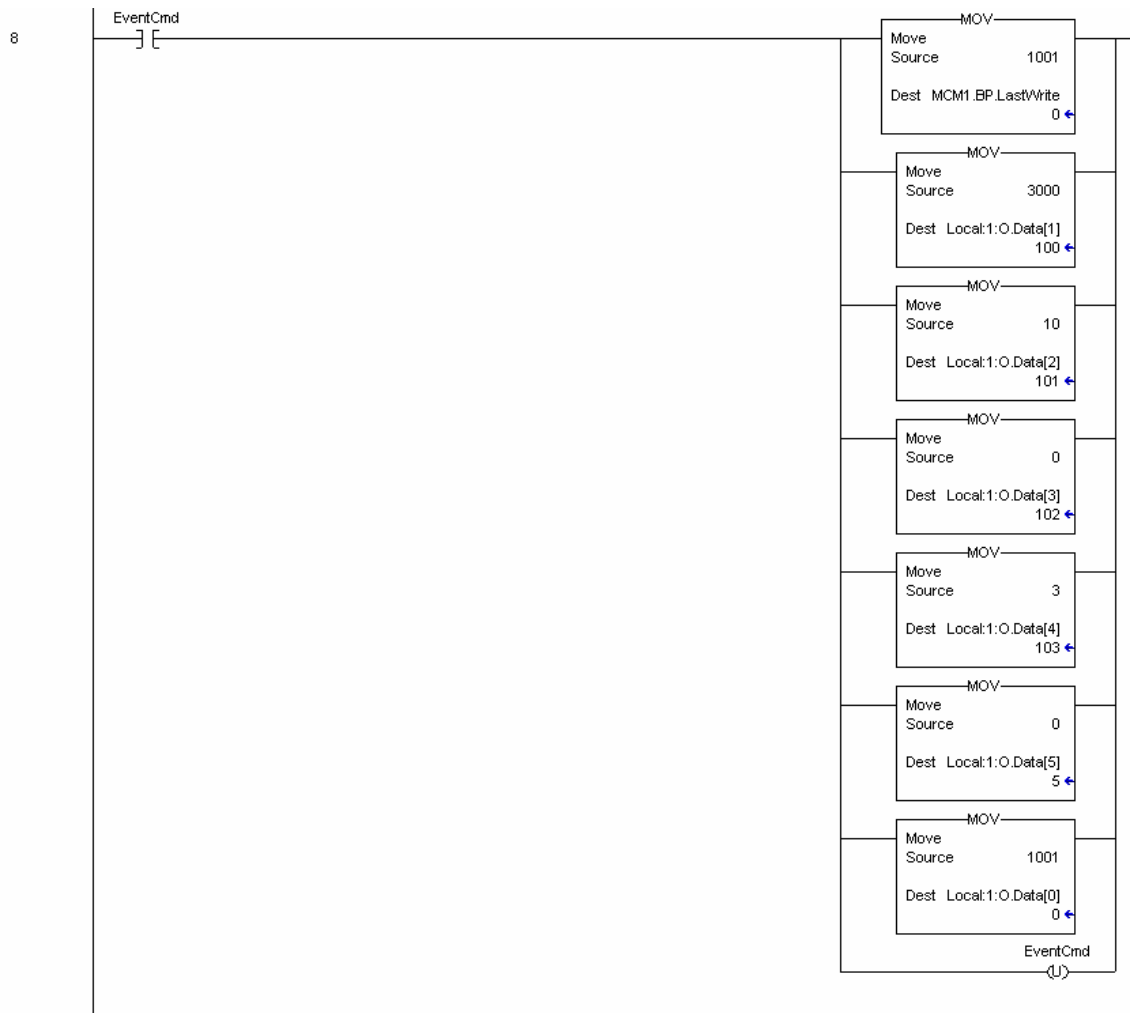 EventCmd
8
MOV
Move
Source 1001
Dest MCM1.BP.LastWrite
0
MOV
Move
Source 3000
Dest Local:1:O.Data[1]
100
MOV
Move
Source 10
Dest Local:1:O.Data[2]
101
MOV
Move
Source 0
Dest Local:1:O.Data[3]
102
MOV
Move
Source 3
Dest Local:1:O.Data[4]
103
MOV
Move
Source 0
Dest Local:1:O.Data[5]
5
MOV
Move
Source 1001
Dest Local:1:O.Data[0]
0
EventCmd
U